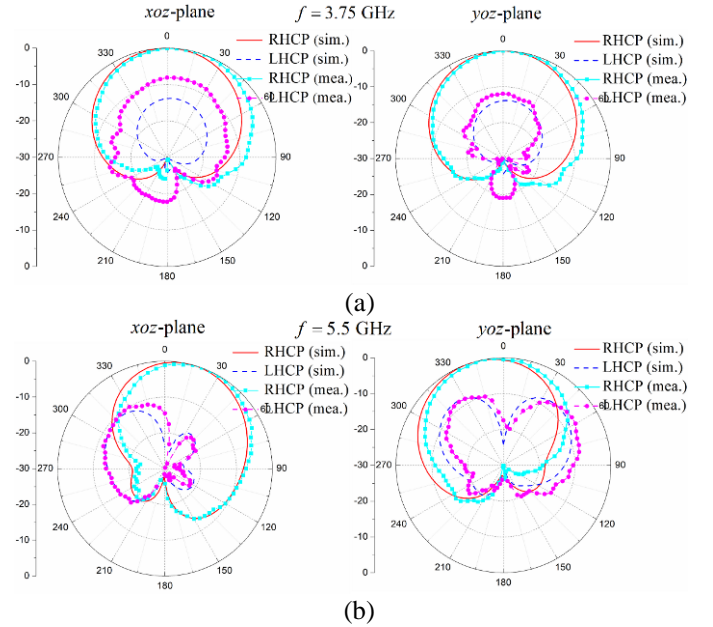 xoz-plane f = 3.75 GHz yoz-plane
0 30 60 90 120 150 180 210 240 270 300 330
0 -10 -20 -30 -20 -10 0
RHCP (sim.)
LHCP (sim.)
RHCP (mea.)
LHCP (mea.)
0 30 60 90 120 150 180 210 240 270 300 330
0 -10 -20 -30 -20 -10 0
RHCP (sim.)
LHCP (sim.)
RHCP (mea.)
LHCP (mea.)
(a)
xoz-plane f = 5.5 GHz yoz-plane
0 30 60 90 120 150 180 210 240 270 300 330
0 -10 -20 -30 -20 -10 0
RHCP (sim.)
LHCP (sim.)
RHCP (mea.)
LHCP (mea.)
0 30 60 90 120 150 180 210 240 270 300 330
0 -10 -20 -30 -20 -10 0
RHCP (sim.)
LHCP (sim.)
RHCP (mea.)
LHCP (mea.)
(b)